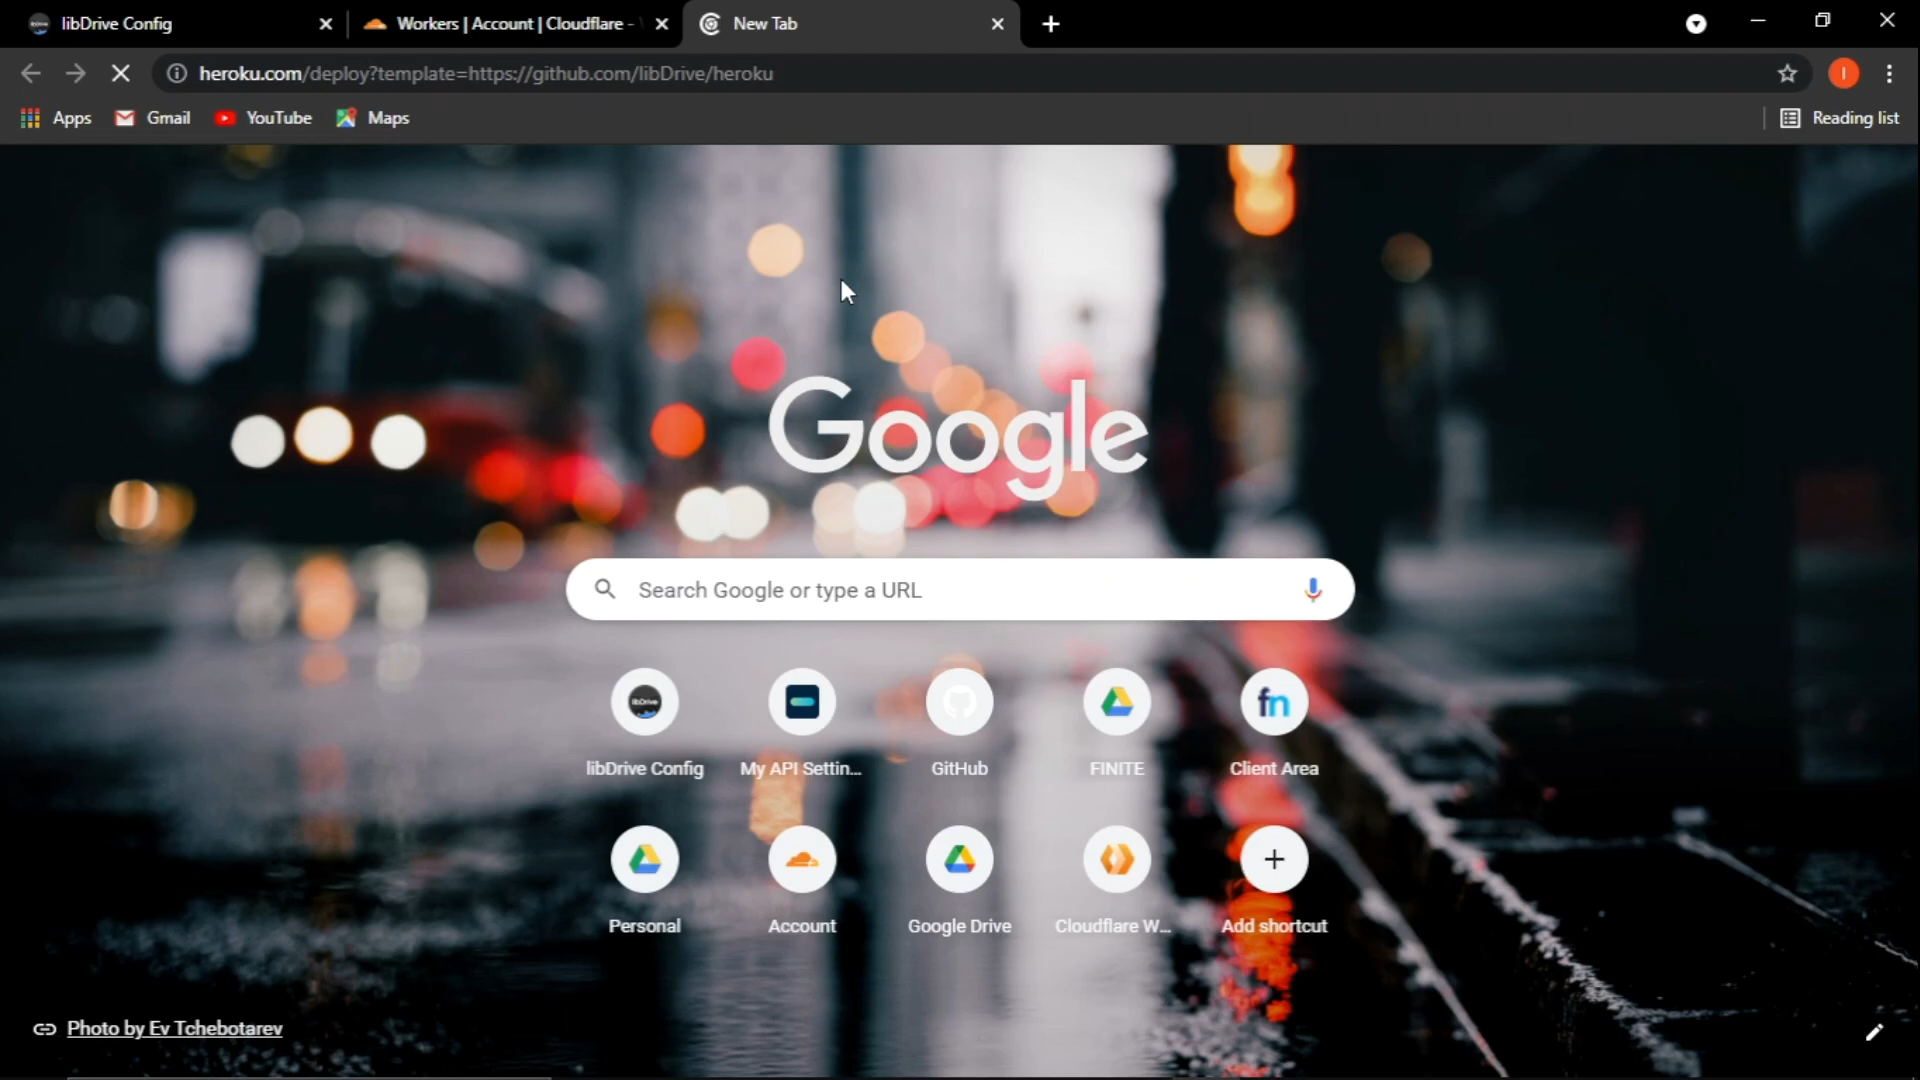 libDrive Config
Workers | Account | Cloudflare -
New Tab
heroku.com/deploy?template=https://github.com/libDrive/heroku
I
Apps
Gmail
YouTube
Maps
Reading list
Google
Search Google or type a URL
libDrive
fn
libDrive Config
My API Settin...
GitHub
FINITE
Client Area
Personal
Account
Google Drive
Cloudflare W...
Add shortcut
Photo by Ev Tchebotarev